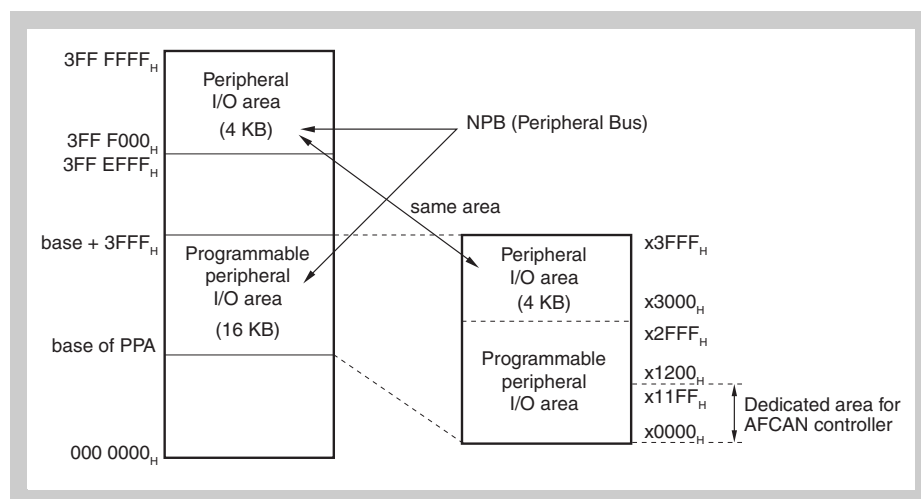 3FF FFFFH
Peripheral
I/O area
(4 KB)
3FF F000H
3FF EFFFH
NPB (Peripheral Bus)
same area
base + 3FFFH
Programmable
peripheral
I/O area
(16 KB)
base of PPA
000 0000H
Peripheral
I/O area
(4 KB)
Programmable
peripheral
I/O area
x3FFFH
x3000H
x2FFFH
x1200H
x11FFH
x0000H
Dedicated area for
AFCAN controller